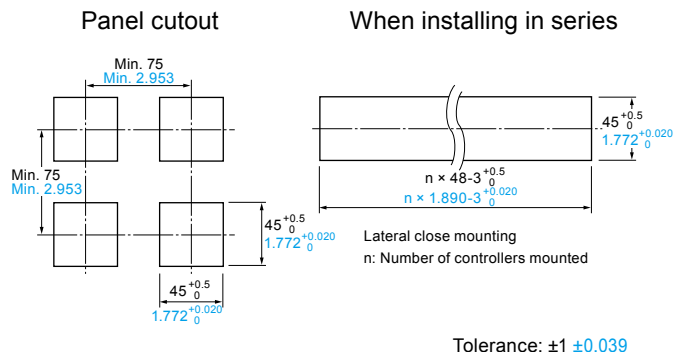 Panel cutout
When installing in series
Min. 75
Min. 2.953
Min. 75
Min. 2.953
45 +0.5 0
1.772 +0.020 0
45 +0.5 0
1.772 +0.020 0
45 +0.5 0
1.772 +0.020 0
n × 48-3 +0.5 0
n × 1.890-3 +0.020 0
Lateral close mounting
n: Number of controllers mounted
Tolerance: ±1 ±0.039